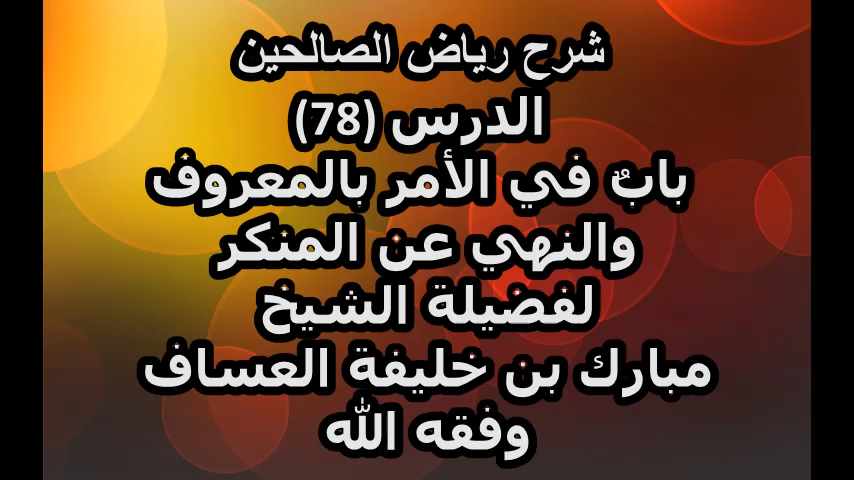 شرح رياض الصالحين
الدرس (78)
بابٌ في الأمر بالمعروف
والنهي عن المنكر
لفضيلة الشيخ
مبارك بن خليفة العساف
وفقه الله